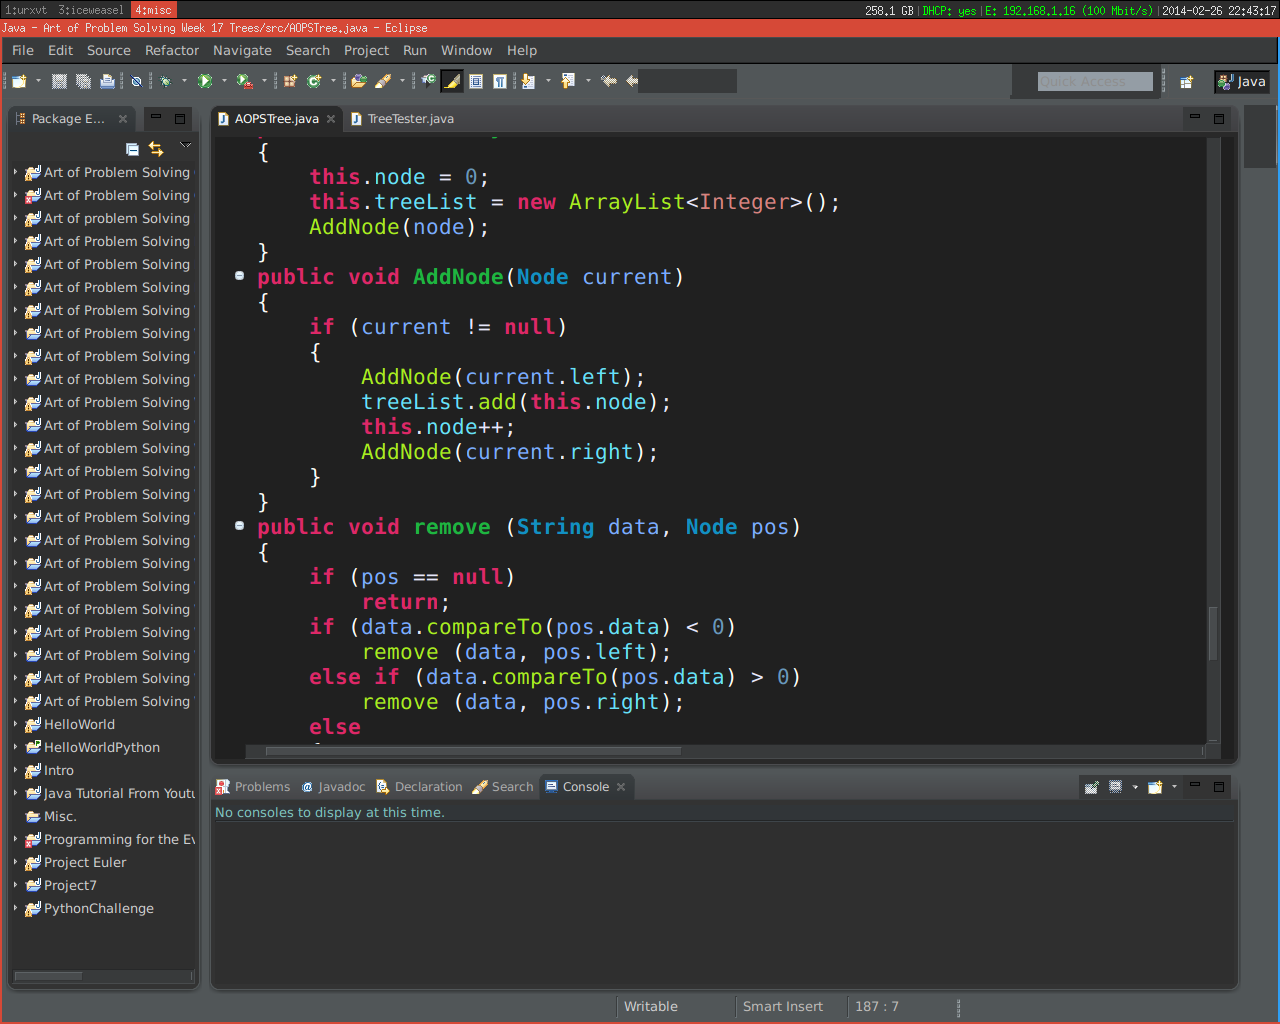 1:urxvt 3:iceweasel 4:misc 258.1 GB|DHCP: yes|E: 192.168.1.16 (100 Mbit/s)|2014-02-26 22:43:17
Java - Art of Problem Solving Week 17 Trees/src/AOPSTree.java - Eclipse
File Edit Source Refactor Navigate Search Project Run Window Help
Quick Access Java
Package E...
Art of Problem Solving
Art of Problem Solving
Art of problem Solving
Art of Problem Solving
Art of Problem Solving
Art of Problem Solving
Art of Problem Solving
Art of Problem Solving
Art of Problem Solving
Art of Problem Solving
Art of Problem Solving
Art of Problem Solving
Art of problem Solving
Art of Problem Solving
Art of Problem Solving
Art of Problem Solving
Art of Problem Solving
Art of Problem Solving
Art of Problem Solving
Art of Problem Solving
Art of Problem Solving
Art of Problem Solving
Art of Problem Solving
Art of Problem Solving
HelloWorld
HelloWorldPython
Intro
Java Tutorial From Youtu
Misc.
Programming for the Ev
Project Euler
Project7
PythonChallenge
AOPSTree.java TreeTester.java
{
this.node = 0;
this.treeList = new ArrayList<Integer>();
AddNode(node);
}
public void AddNode(Node current)
{
if (current != null)
{
AddNode(current.left);
treeList.add(this.node);
this.node++;
AddNode(current.right);
}
}
public void remove (String data, Node pos)
{
if (pos == null)
return;
if (data.compareTo(pos.data) < 0)
remove (data, pos.left);
else if (data.compareTo(pos.data) > 0)
remove (data, pos.right);
else
Problems Javadoc Declaration Search Console
No consoles to display at this time.
Writable Smart Insert 187 : 7